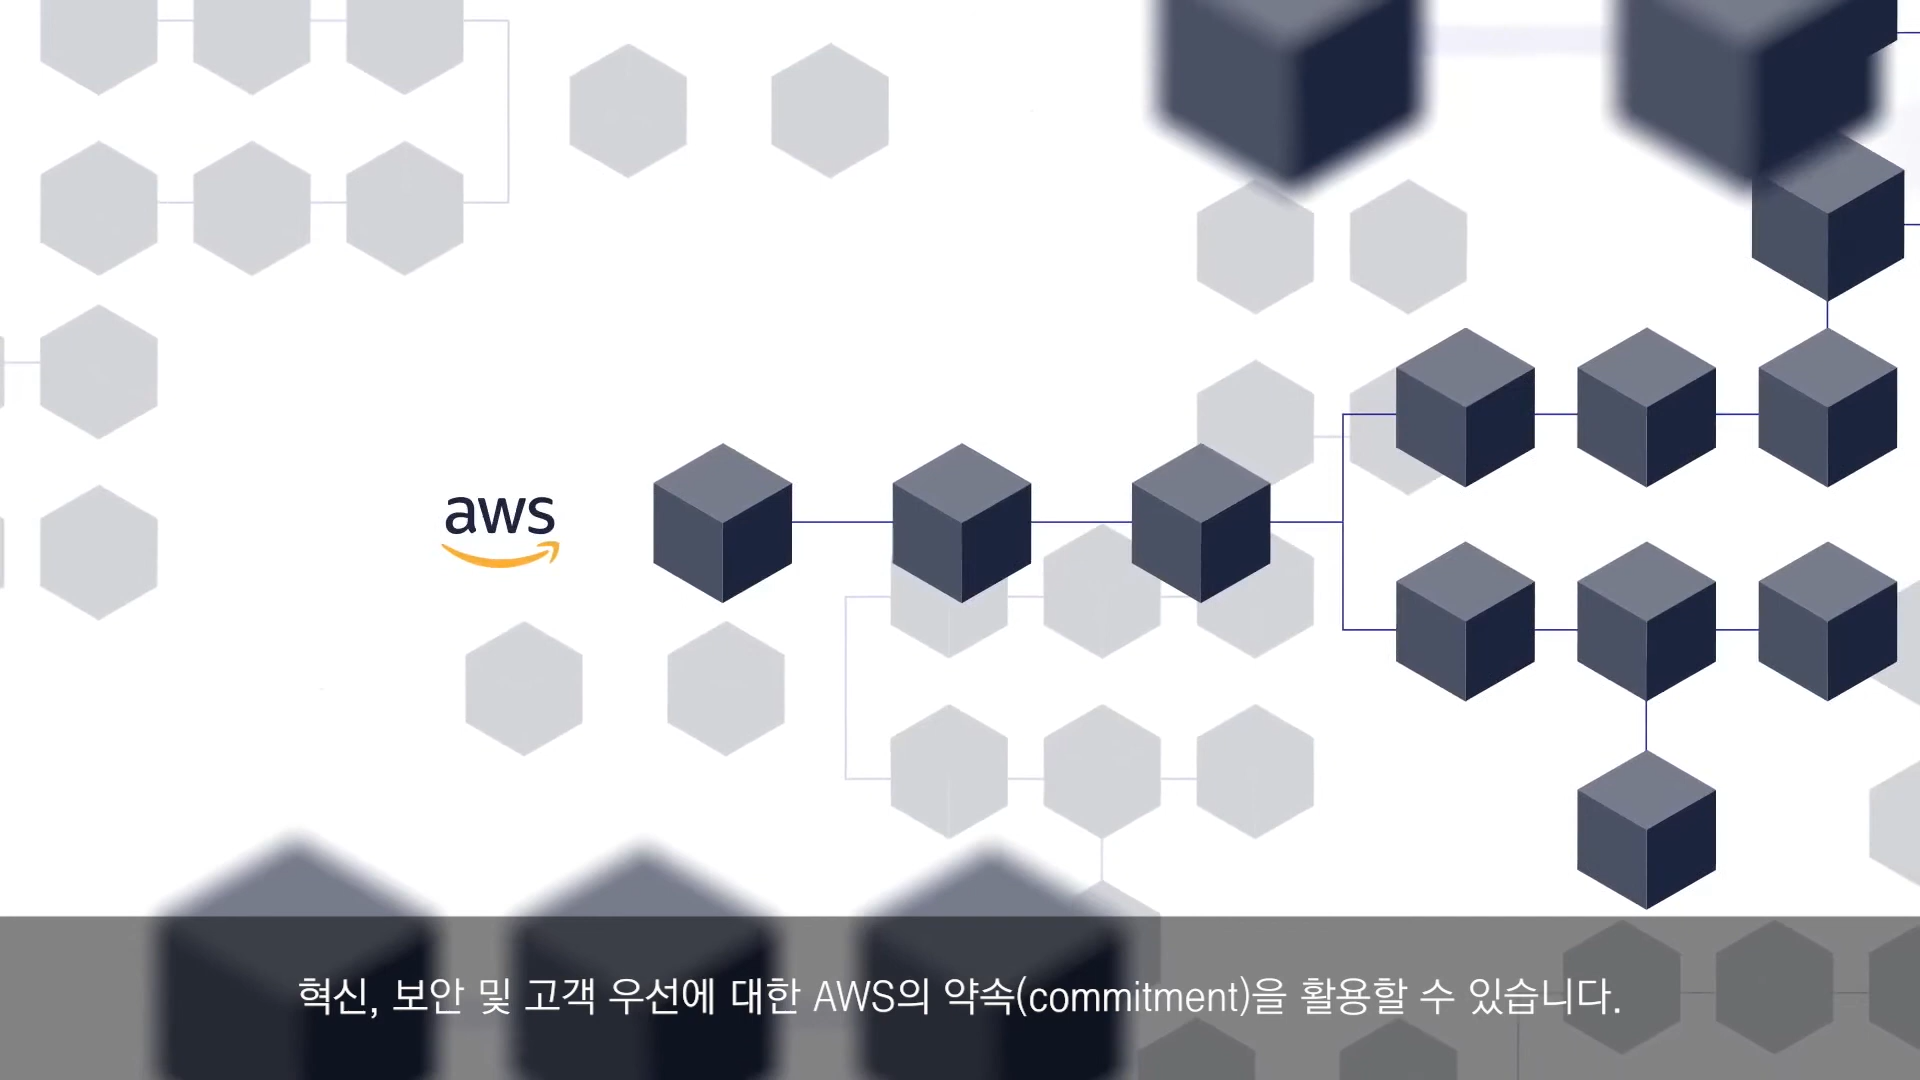 aws
혁신, 보안 및 고객 우선에 대한 AWS의 약속(commitment)을 활용할 수 있습니다.